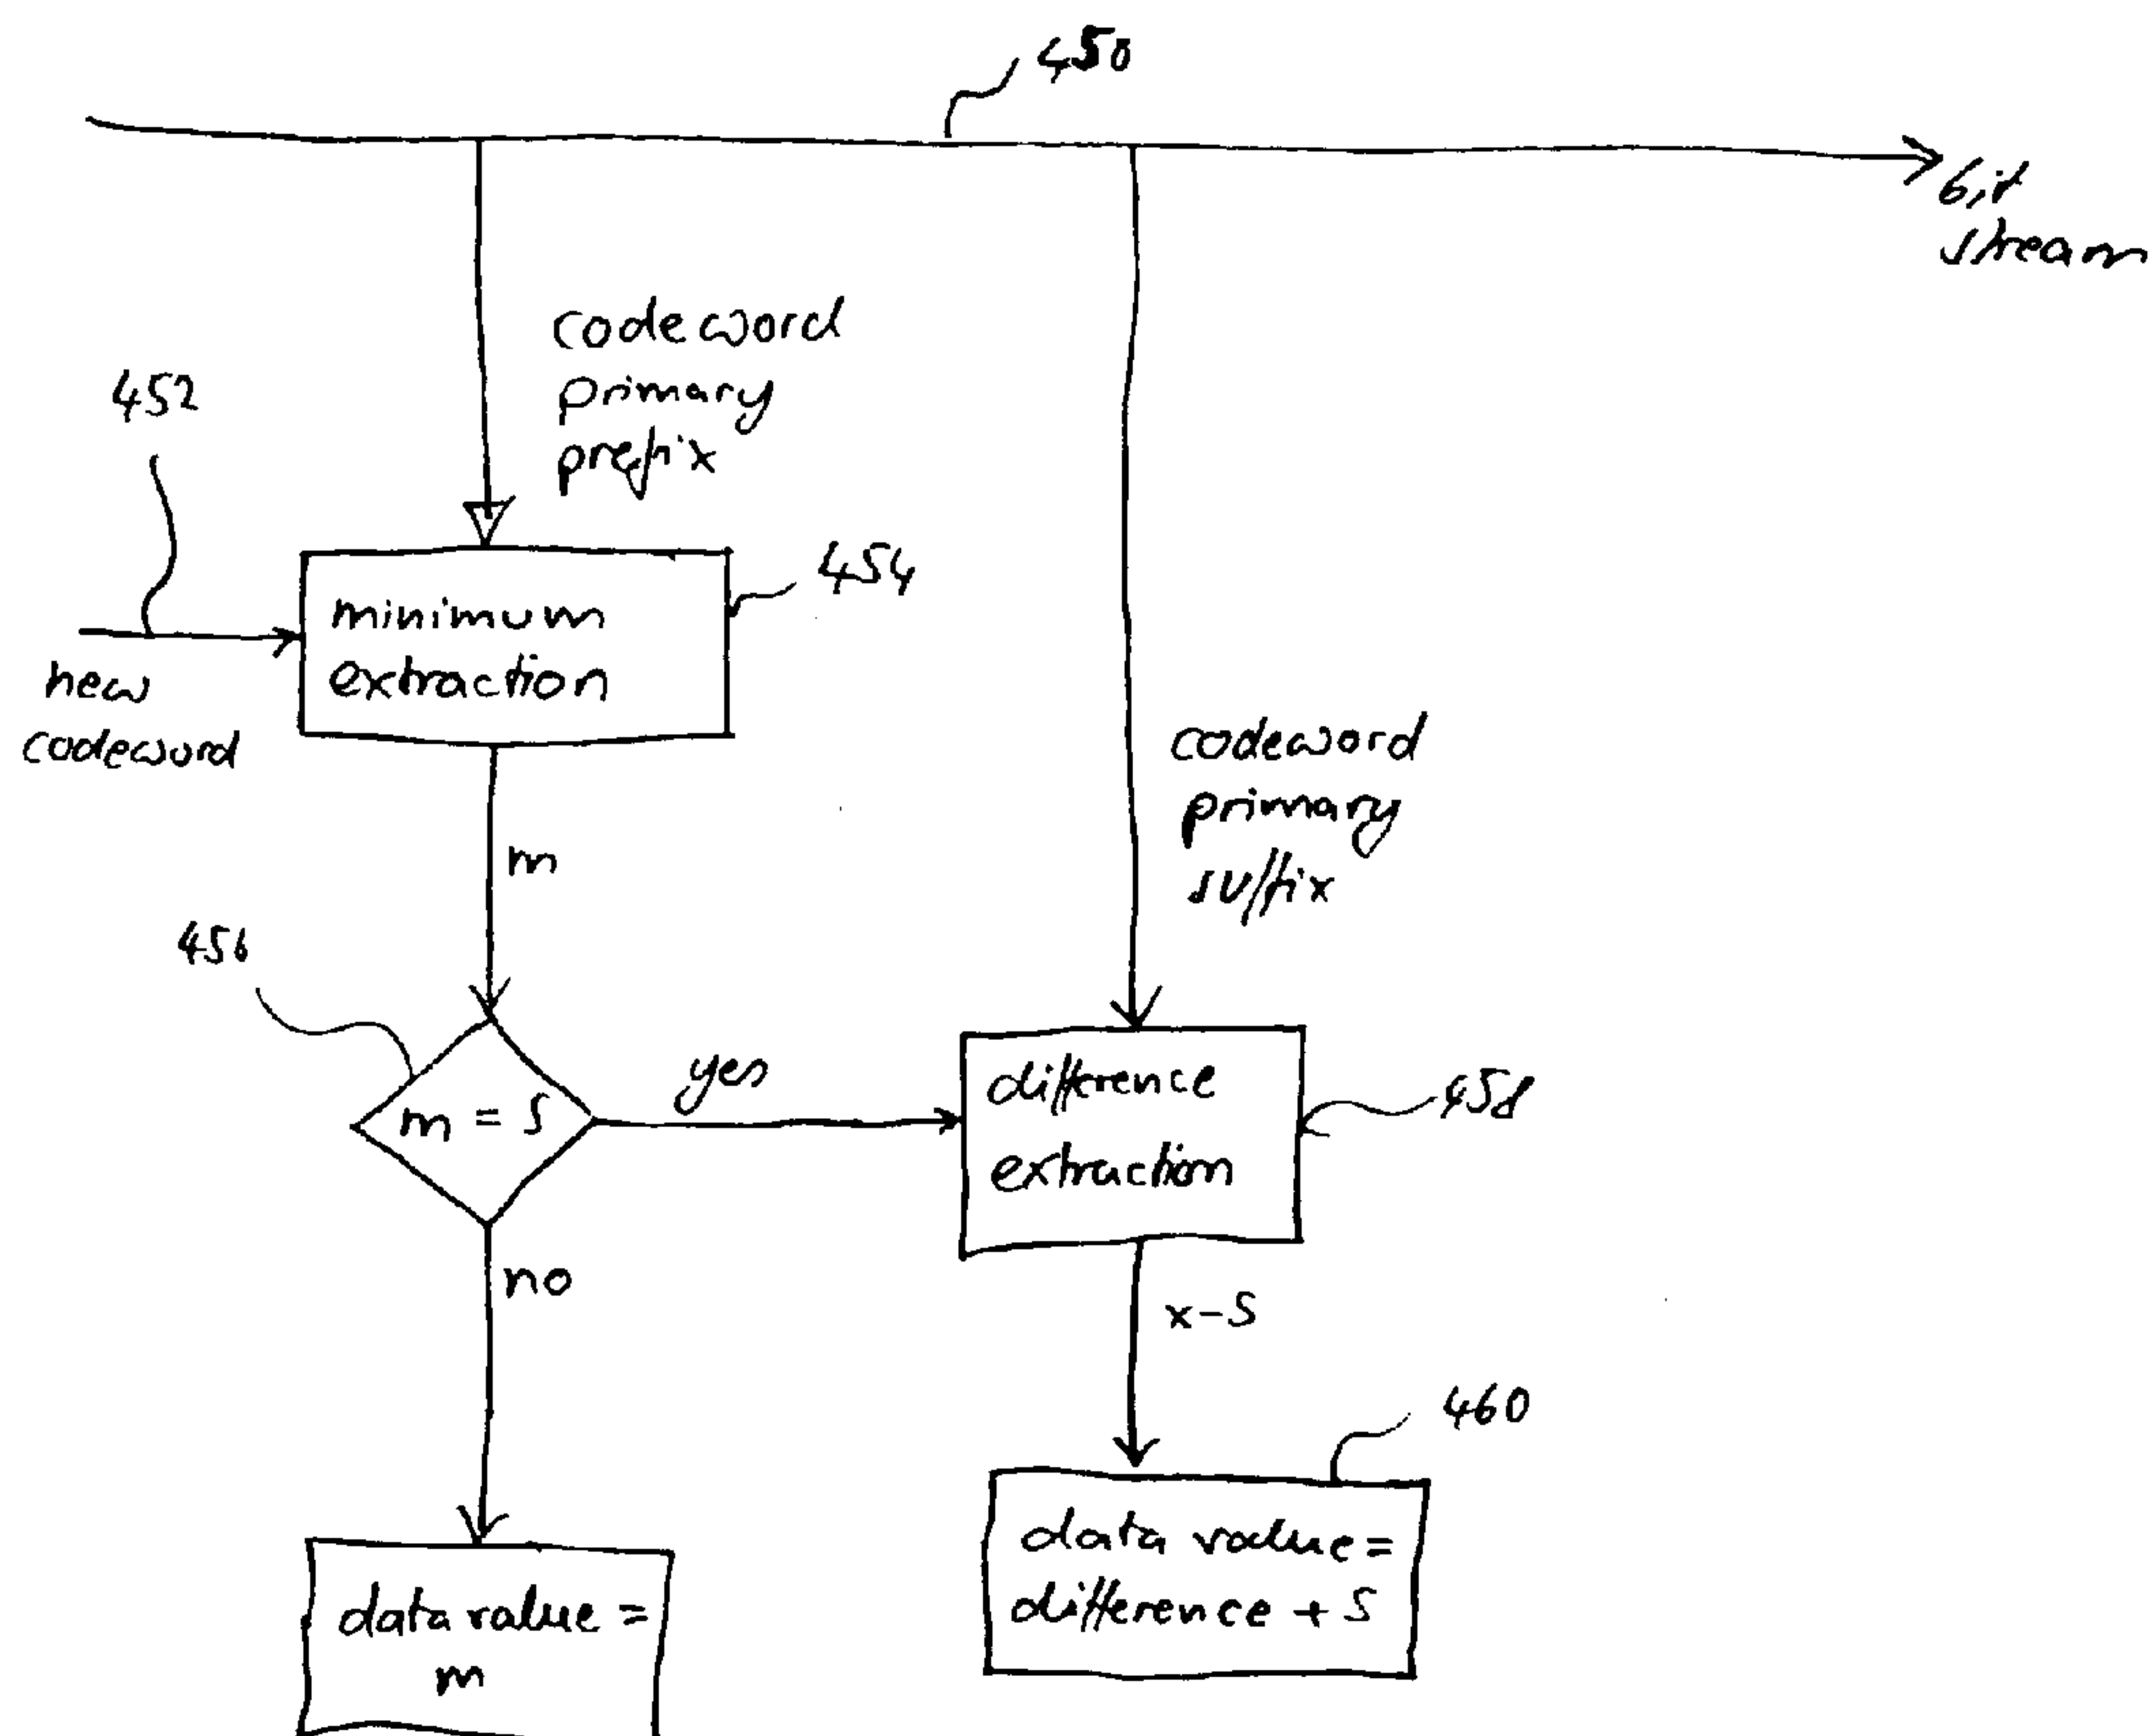 450
bit
stream
codeword
primary
prefix
452
454
minimum
extraction
new
codeword
codeword
primary
suffix
m
456
yes
m = S
difference
extraction
458
no
x-S
460
data value =
difference + S
data value =
m